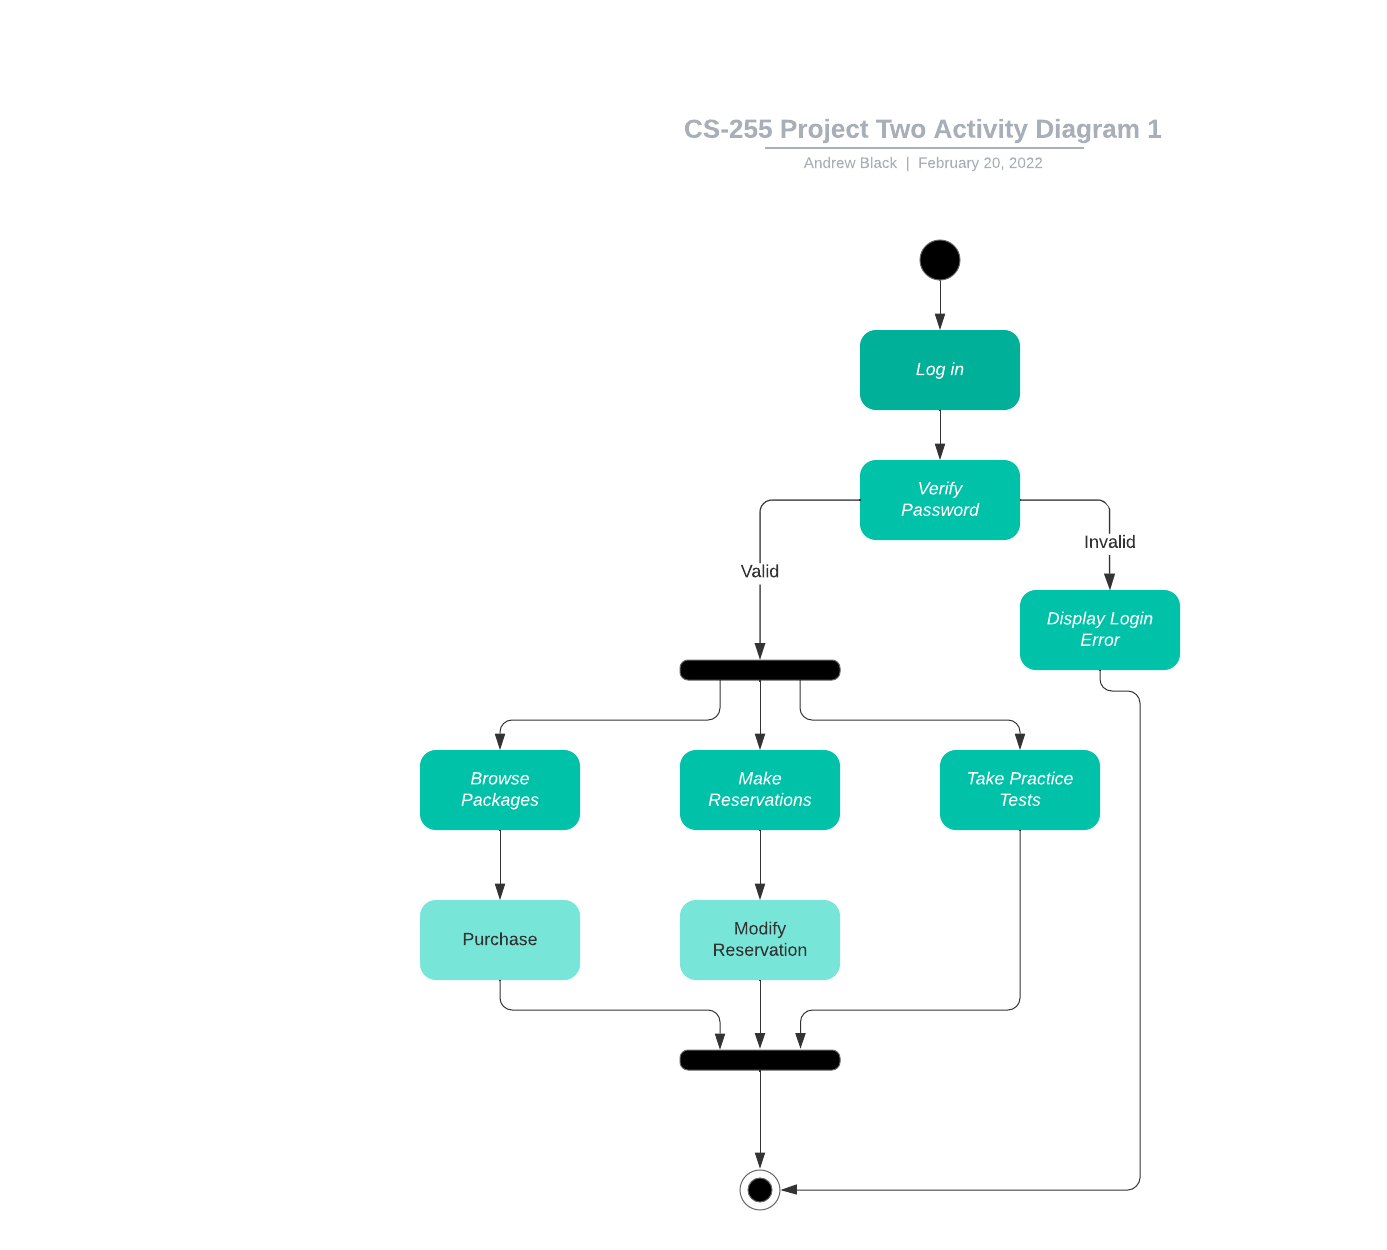 CS-255 Project Two Activity Diagram 1
Andrew Black | February 20, 2022
Log in
Verify
Password
Invalid
Valid
Display Login
Error
Browse
Packages
Make
Reservations
Take Practice
Tests
Purchase
Modify
Reservation